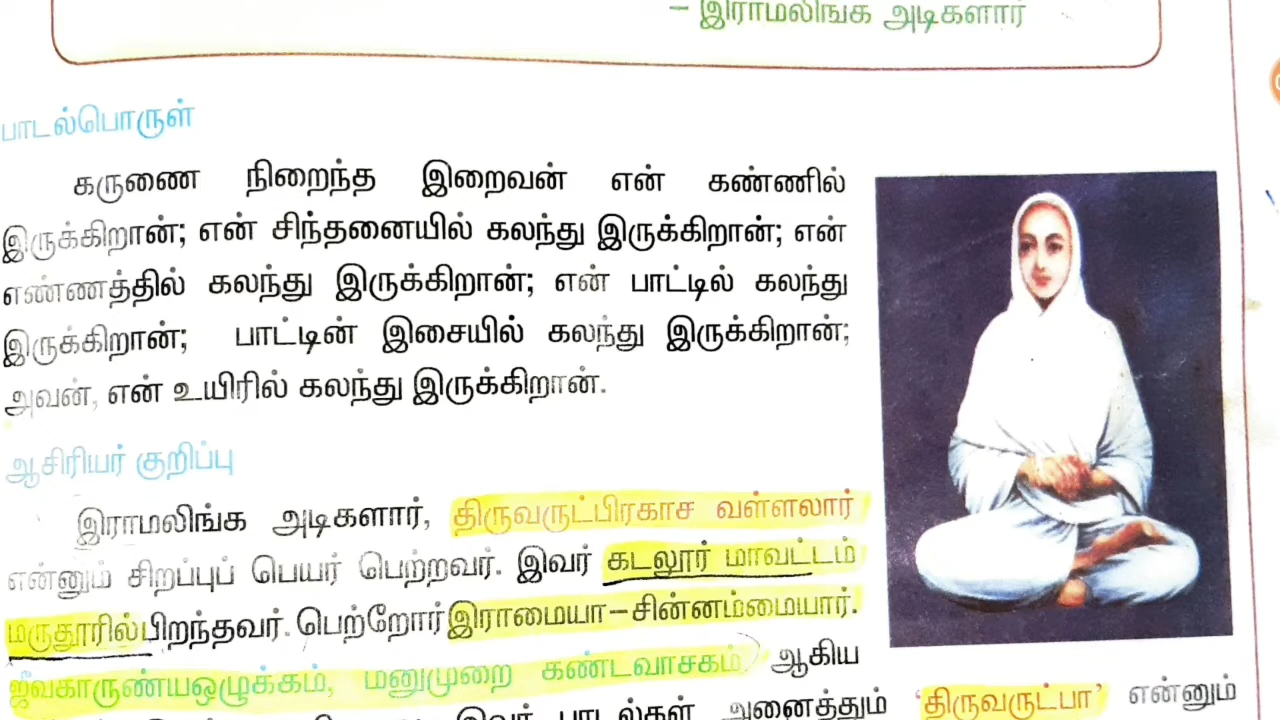 – இராமலிங்க அடிகளார்
பாடல்பொருள்
கருணை நிறைந்த இறைவன் என் கண்ணில்
இருக்கிறான்; என் சிந்தனையில் கலந்து இருக்கிறான்; என்
எண்ணத்தில் கலந்து இருக்கிறான்; என் பாட்டில் கலந்து
இருக்கிறான்; பாட்டின் இசையில் கலந்து இருக்கிறான்;
அவன், என் உயிரில் கலந்து இருக்கிறான்.
ஆசிரியர் குறிப்பு
இராமலிங்க அடிகளார், திருவருட்பிரகாச வள்ளலார்
என்னும் சிறப்புப் பெயர் பெற்றவர். இவர் கடலூர் மாவட்டம்
மருதூரில்பிறந்தவர். பெற்றோர்இராமையா–சின்னம்மையார்.
ஜீவகாருண்யஒழுக்கம், மனுமுறை கண்டவாசகம் ஆகிய
இவர் பாடல்கள் அனைத்தும் 'திருவருட்பா' என்னும்